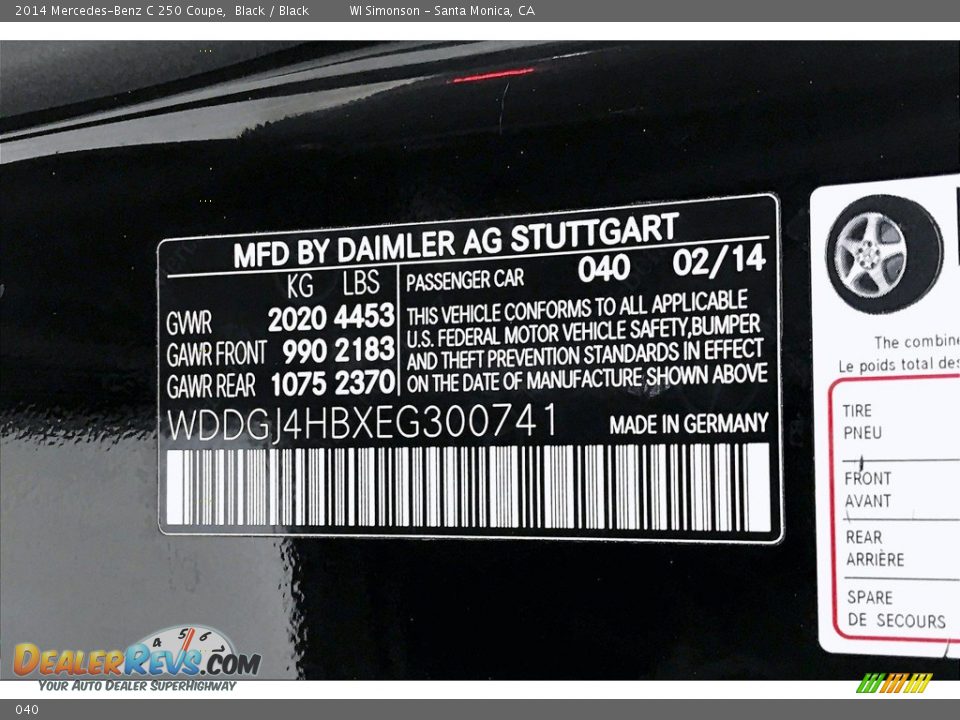 2014 Mercedes-Benz C 250 Coupe, Black / Black WI Simonson - Santa Monica, CA
MFD BY DAIMLER AG STUTTGART
KG LBS
GVWR 2020 4453
GAWR FRONT 990 2183
GAWR REAR 1075 2370
PASSENGER CAR 040 02/14
THIS VEHICLE CONFORMS TO ALL APPLICABLE
U.S. FEDERAL MOTOR VEHICLE SAFETY,BUMPER
AND THEFT PREVENTION STANDARDS IN EFFECT
ON THE DATE OF MANUFACTURE SHOWN ABOVE
WDDGJ4HBXEG300741 MADE IN GERMANY
The combine
Le poids total des
TIRE
PNEU
FRONT
AVANT
REAR
ARRIÈRE
SPARE
DE SECOURS
4 5 6
DEALERREVS.COM
YOUR AUTO DEALER SUPERHIGHWAY
040